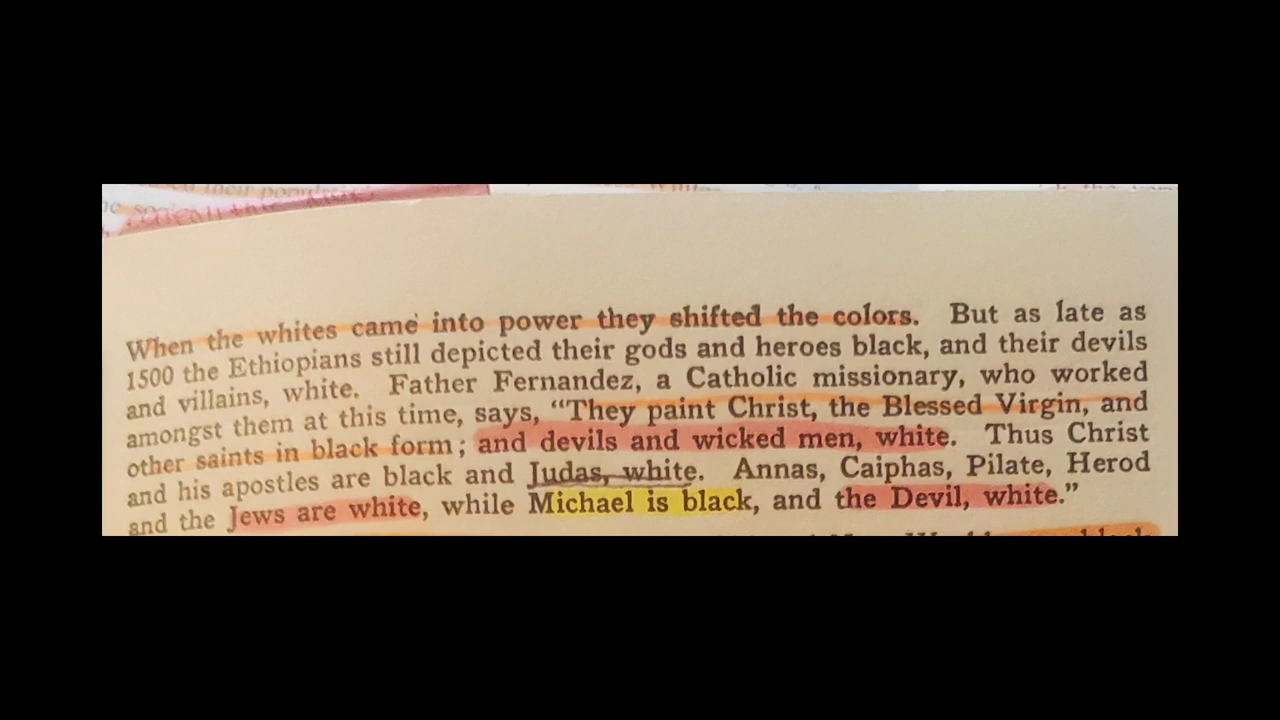 When the whites came into power they shifted the colors. But as late as
1500 the Ethiopians still depicted their gods and heroes black, and their devils
and villains, white. Father Fernandez, a Catholic missionary, who worked
amongst them at this time, says, “They paint Christ, the Blessed Virgin, and
other saints in black form; and devils and wicked men, white. Thus Christ
and his apostles are black and Judas, white. Annas, Caiphas, Pilate, Herod
and the Jews are white, while Michael is black, and the Devil, white.”